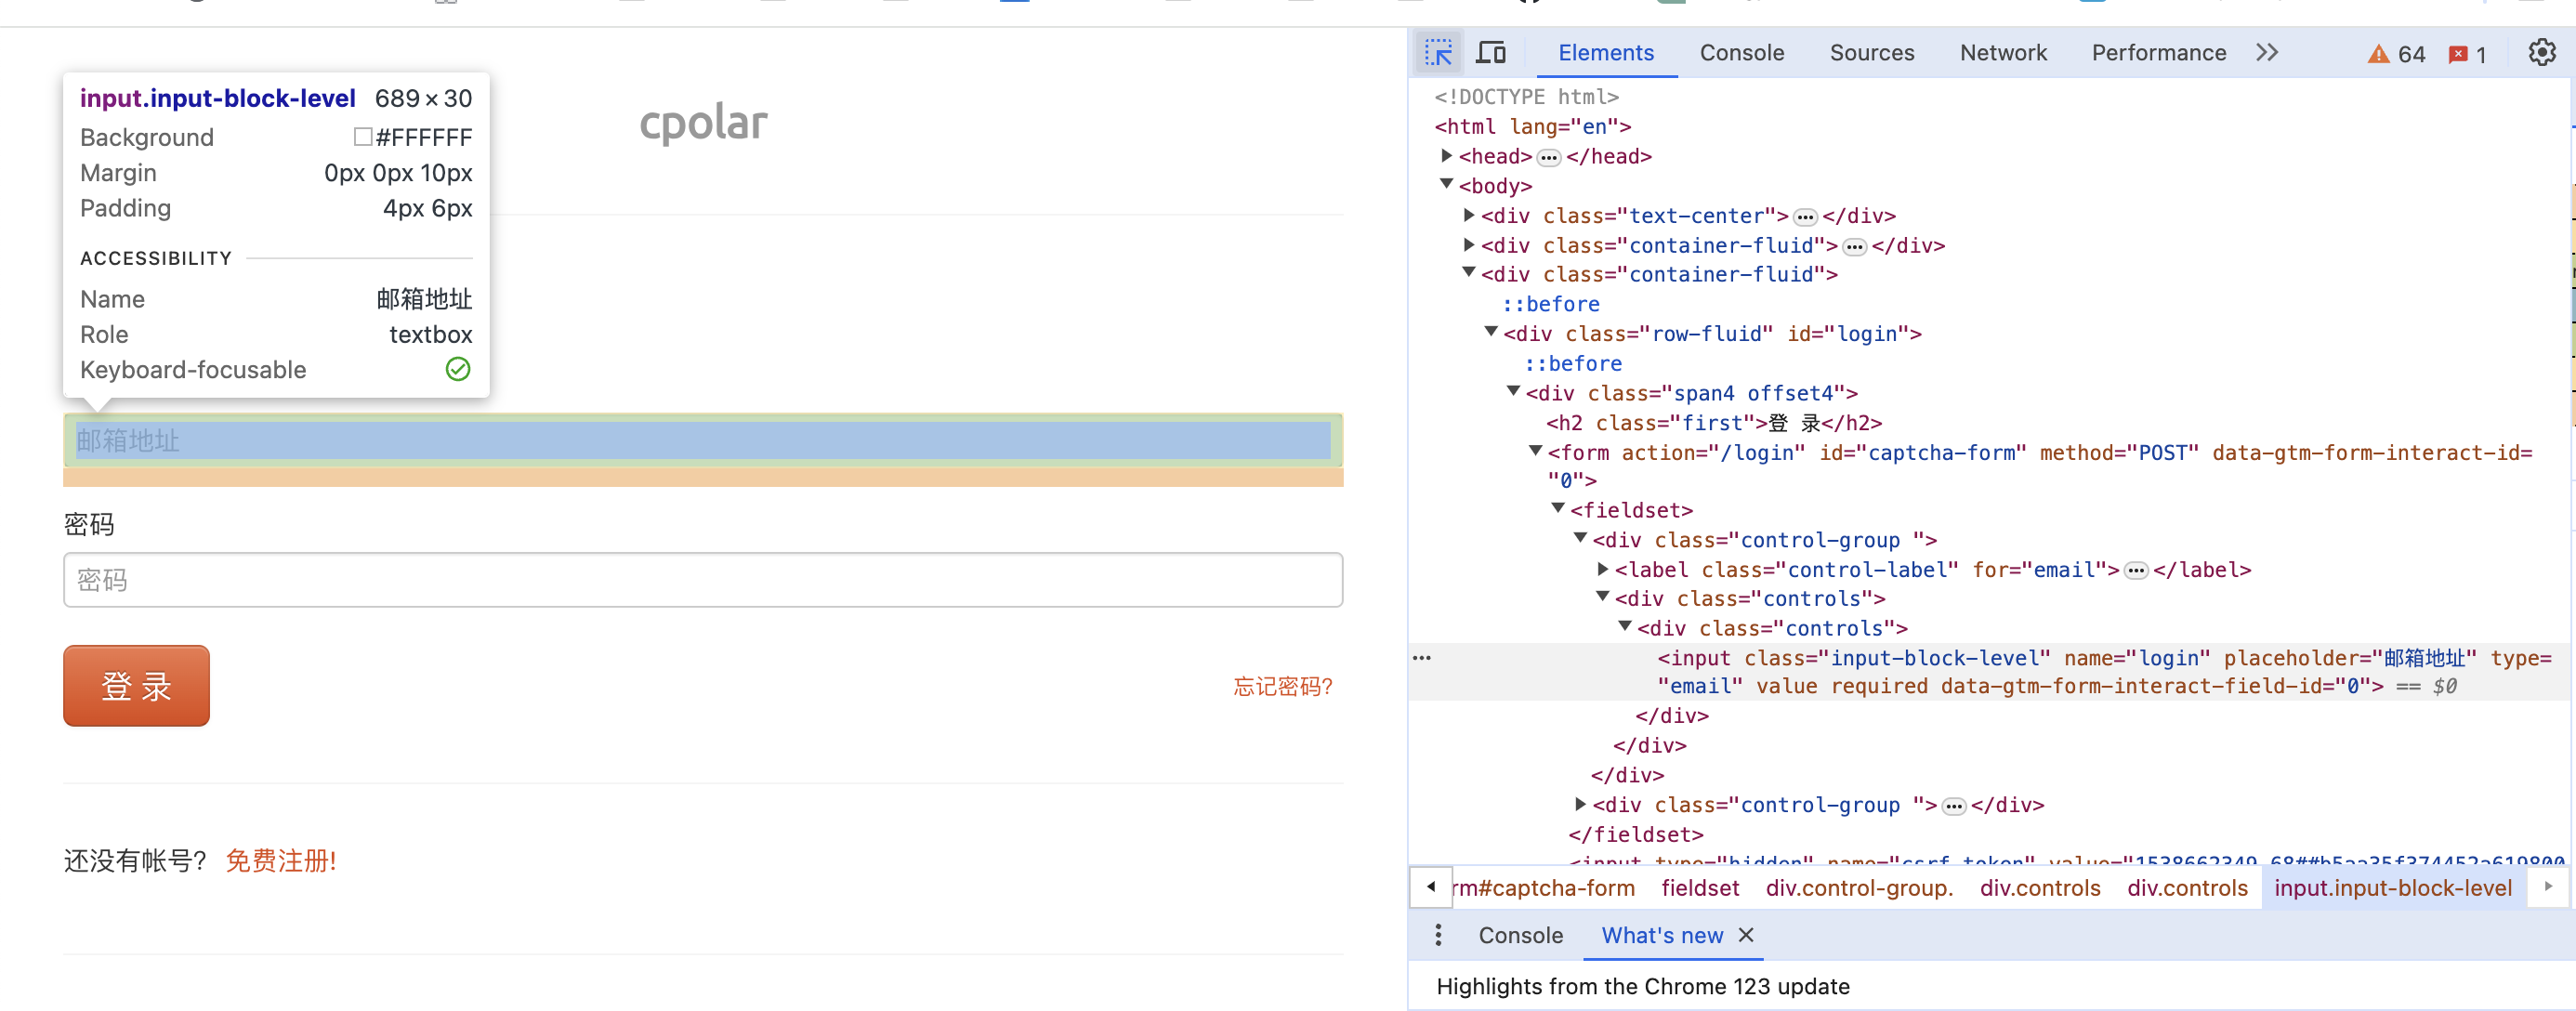 input.input-block-level 689 × 30
Background #FFFFFF
Margin 0px 0px 10px
Padding 4px 6px
ACCESSIBILITY
Name 邮箱地址
Role textbox
Keyboard-focusable
cpolar
邮箱地址
密码
密码
登 录
忘记密码?
还没有帐号? 免费注册!
Elements Console Sources Network Performance 64 1
<!DOCTYPE html>
<html lang="en">
<head> ••• </head>
<body>
<div class="text-center"> ••• </div>
<div class="container-fluid"> ••• </div>
<div class="container-fluid">
::before
<div class="row-fluid" id="login">
::before
<div class="span4 offset4">
<h2 class="first">登 录</h2>
<form action="/login" id="captcha-form" method="POST" data-gtm-form-interact-id=
"0">
<fieldset>
<div class="control-group ">
<label class="control-label" for="email"> ••• </label>
<div class="controls">
<div class="controls">
<input class="input-block-level" name="login" placeholder="邮箱地址" type=
"email" value required data-gtm-form-interact-field-id="0"> == $0
</div>
</div>
</div>
<div class="control-group "> ••• </div>
</fieldset>
<input type="hidden" name="csrf_token" value="1538662349.68##b5aa35f374452a619800
rm#captcha-form fieldset div.control-group. div.controls div.controls input.input-block-level
Console What's new
Highlights from the Chrome 123 update